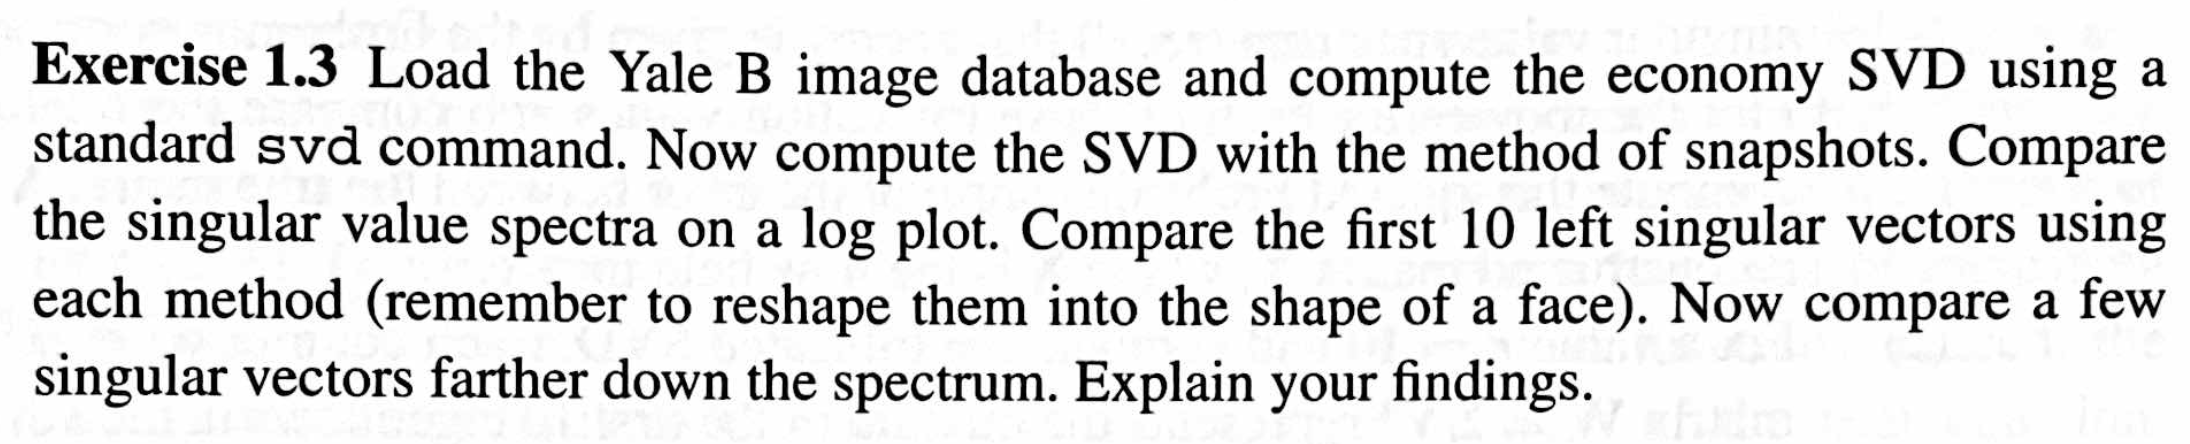 Exercise 1.3 Load the Yale B image database and compute the economy SVD using a
standard svd command. Now compute the SVD with the method of snapshots. Compare
the singular value spectra on a log plot. Compare the first 10 left singular vectors using
each method (remember to reshape them into the shape of a face). Now compare a few
singular vectors farther down the spectrum. Explain your findings.